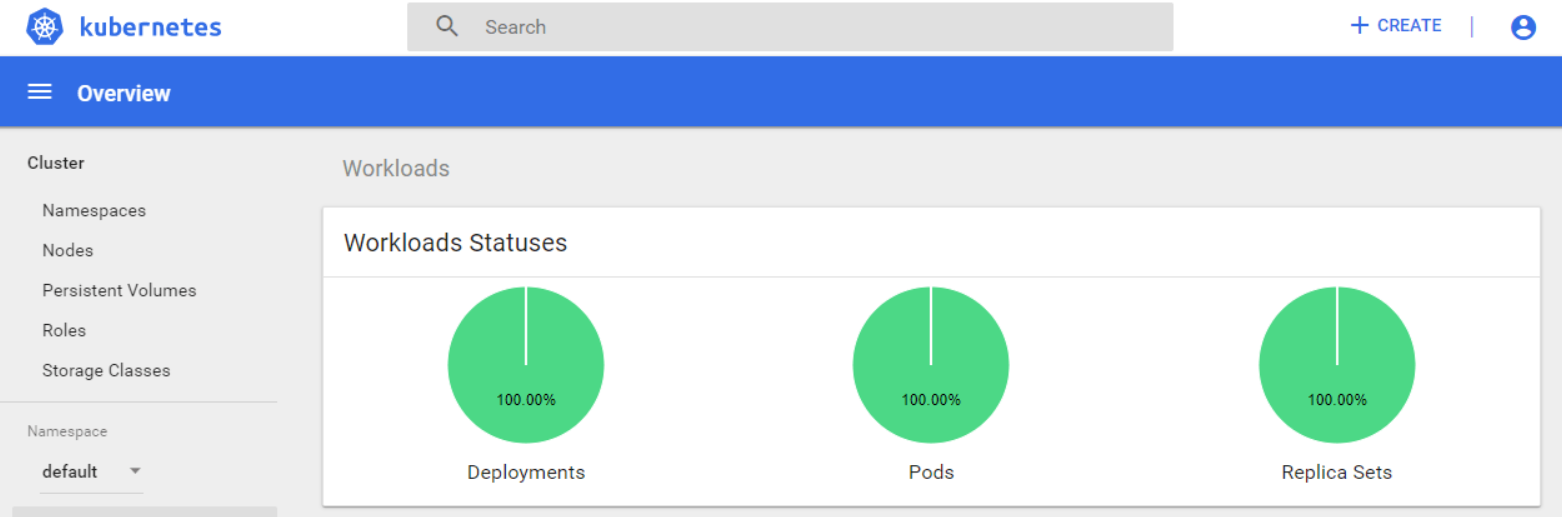 kubernetes
Search
+ CREATE |
Overview
Cluster
Namespaces
Nodes
Persistent Volumes
Roles
Storage Classes
Namespace
default
Workloads
Workloads Statuses
100.00% 100.00% 100.00%
Deployments Pods Replica Sets